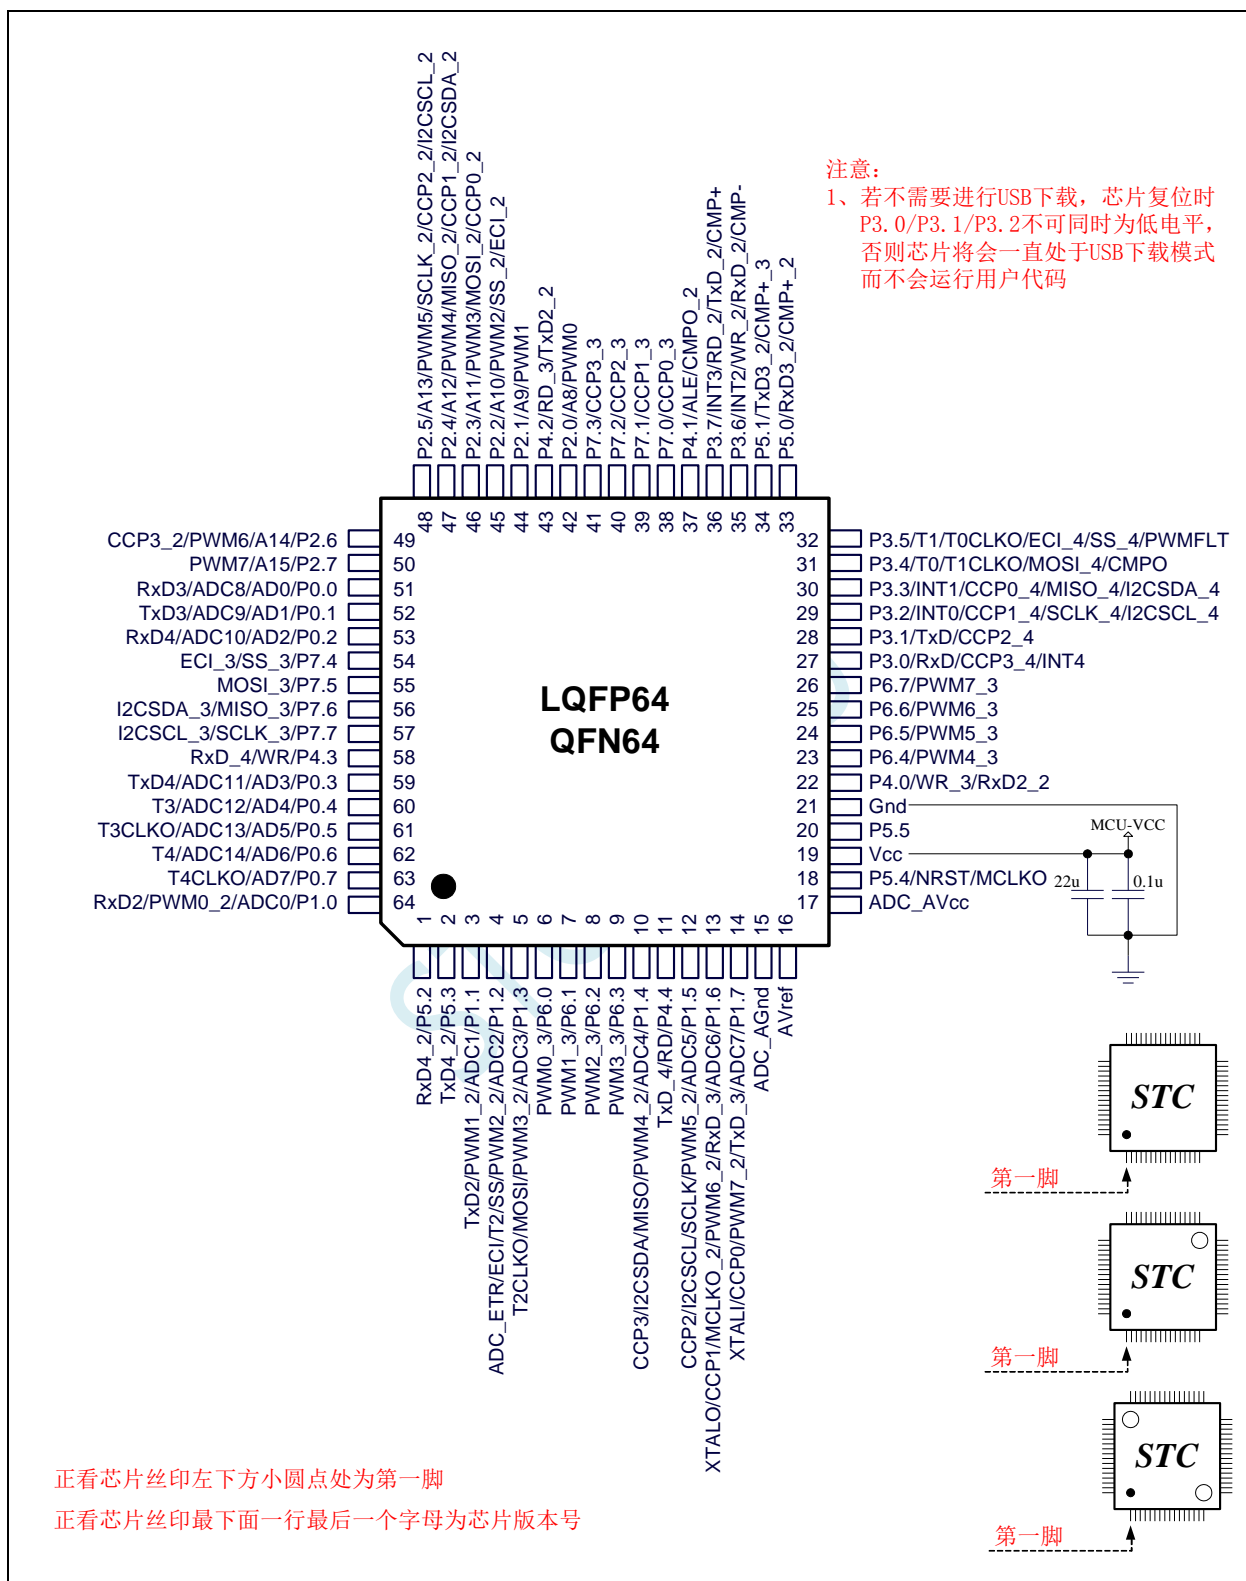 P2.5/A13/PWM5/SCLK_2/CCP2_2/I2CSCL_2
P2.4/A12/PWM4/MISO_2/CCP1_2/I2CSDA_2
P2.3/A11/PWM3/MOSI_2/CCP0_2
P2.2/A10/PWM2/SS_2/ECI_2
P2.1/A9/PWM1
P4.2/RD_3/TxD2_2
P2.0/A8/PWM0
P7.3/CCP3_3
P7.2/CCP2_3
P7.1/CCP1_3
P7.0/CCP0_3
P4.1/ALE/CMPO_2
P3.7/INT3/RD_2/TxD_2/CMP+
P3.6/INT2/WR_2/RxD_2/CMP-
P5.1/TxD3_2/CMP+_3
P5.0/RxD3_2/CMP+_2
注意：
1、若不需要进行USB下载，芯片复位时
P3.0/P3.1/P3.2不可同时为低电平，
否则芯片将会一直处于USB下载模式
而不会运行用户代码
48 47 46 45 44 43 42 41 40 39 38 37 36 35 34 33
CCP3_2/PWM6/A14/P2.6 49
PWM7/A15/P2.7 50
RxD3/ADC8/AD0/P0.0 51
TxD3/ADC9/AD1/P0.1 52
RxD4/ADC10/AD2/P0.2 53
ECI_3/SS_3/P7.4 54
MOSI_3/P7.5 55
I2CSDA_3/MISO_3/P7.6 56
I2CSCL_3/SCLK_3/P7.7 57
RxD_4/WR/P4.3 58
TxD4/ADC11/AD3/P0.3 59
T3/ADC12/AD4/P0.4 60
T3CLKO/ADC13/AD5/P0.5 61
T4/ADC14/AD6/P0.6 62
T4CLKO/AD7/P0.7 63
RxD2/PWM0_2/ADC0/P1.0 64
LQFP64
QFN64
32 P3.5/T1/T0CLKO/ECI_4/SS_4/PWMFLT
31 P3.4/T0/T1CLKO/MOSI_4/CMPO
30 P3.3/INT1/CCP0_4/MISO_4/I2CSDA_4
29 P3.2/INT0/CCP1_4/SCLK_4/I2CSCL_4
28 P3.1/TxD/CCP2_4
27 P3.0/RxD/CCP3_4/INT4
26 P6.7/PWM7_3
25 P6.6/PWM6_3
24 P6.5/PWM5_3
23 P6.4/PWM4_3
22 P4.0/WR_3/RxD2_2
21 Gnd
20 P5.5
MCU-VCC
19 Vcc
18 P5.4/NRST/MCLKO
22u 0.1u
17 ADC_AVcc
1 2 3 4 5 6 7 8 9 10 11 12 13 14 15 16
RxD4_2/P5.2
TxD4_2/P5.3
TxD2/PWM1_2/ADC1/P1.1
ADC_ETR/ECI/T2/SS/PWM2_2/ADC2/P1.2
T2CLKO/MOSI/PWM3_2/ADC3/P1.3
PWM0_3/P6.0
PWM1_3/P6.1
PWM2_3/P6.2
PWM3_3/P6.3
CCP3/I2CSDA/MISO/PWM4_2/ADC4/P1.4
TxD_4/RD/P4.4
CCP2/I2CSCL/SCLK/PWM5_2/ADC5/P1.5
XTALO/CCP1/MCLKO_2/PWM6_2/RxD_3/ADC6/P1.6
XTALI/CCP0/PWM7_2/TxD_3/ADC7/P1.7
ADC_AGnd
AVref
STC
第一脚
STC
第一脚
STC
第一脚
正看芯片丝印左下方小圆点处为第一脚
正看芯片丝印最下面一行最后一个字母为芯片版本号